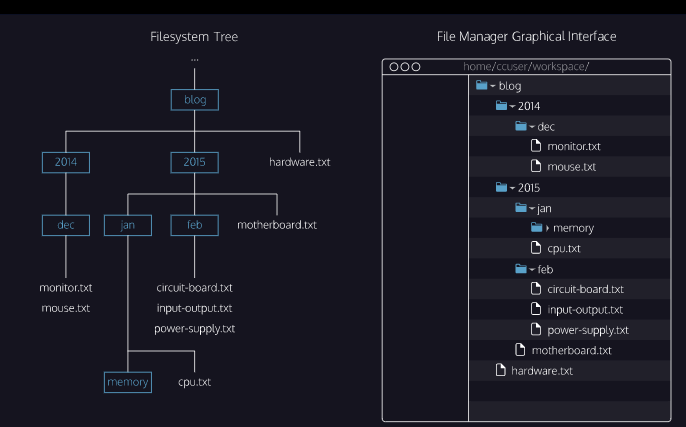 Filesystem Tree
...
blog
2014
2015
hardware.txt
dec
jan
feb
motherboard.txt
monitor.txt
mouse.txt
circuit-board.txt
input-output.txt
power-supply.txt
memory
cpu.txt
File Manager Graphical Interface
home/ccuser/workspace/
blog
2014
dec
monitor.txt
mouse.txt
2015
jan
memory
cpu.txt
feb
circuit-board.txt
input-output.txt
power-supply.txt
motherboard.txt
hardware.txt